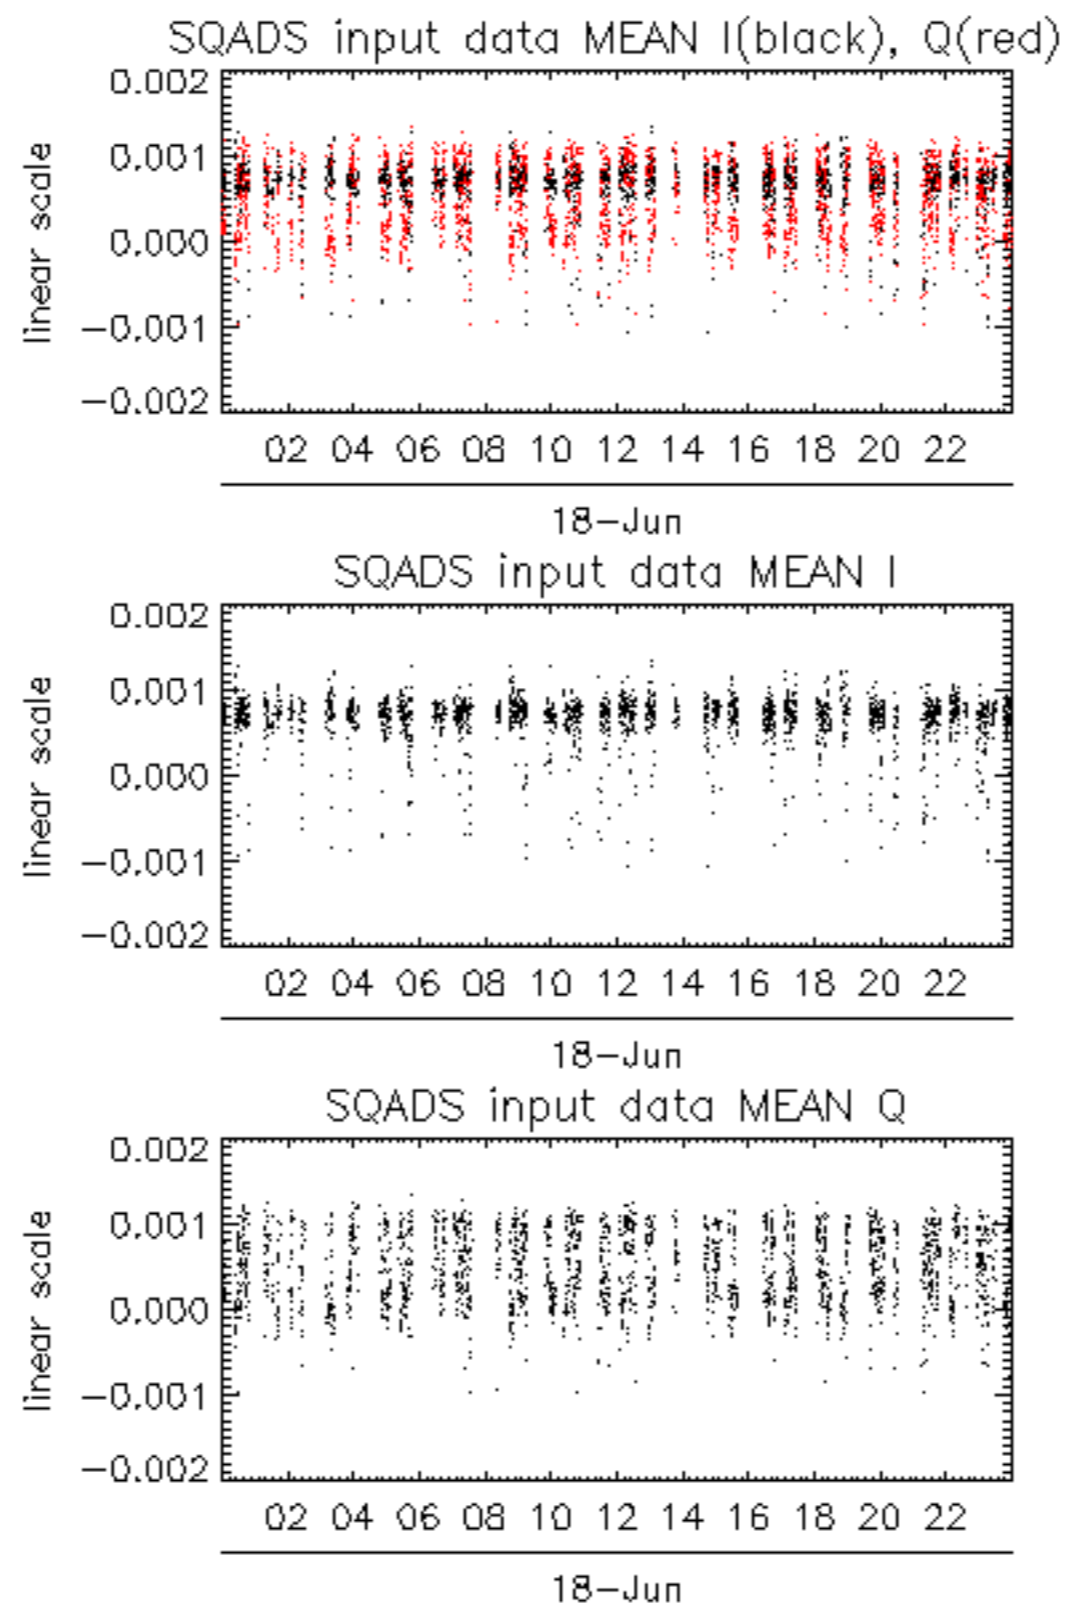 SQADS input data MEAN I(black), Q(red)
0.002
0.001
0.000
−0.001
−0.002
linear scale
02 04 06 08 10 12 14 16 18 20 22
18−Jun
SQADS input data MEAN I
0.002
0.001
0.000
−0.001
−0.002
linear scale
02 04 06 08 10 12 14 16 18 20 22
18−Jun
SQADS input data MEAN Q
0.002
0.001
0.000
−0.001
−0.002
linear scale
02 04 06 08 10 12 14 16 18 20 22
18−Jun